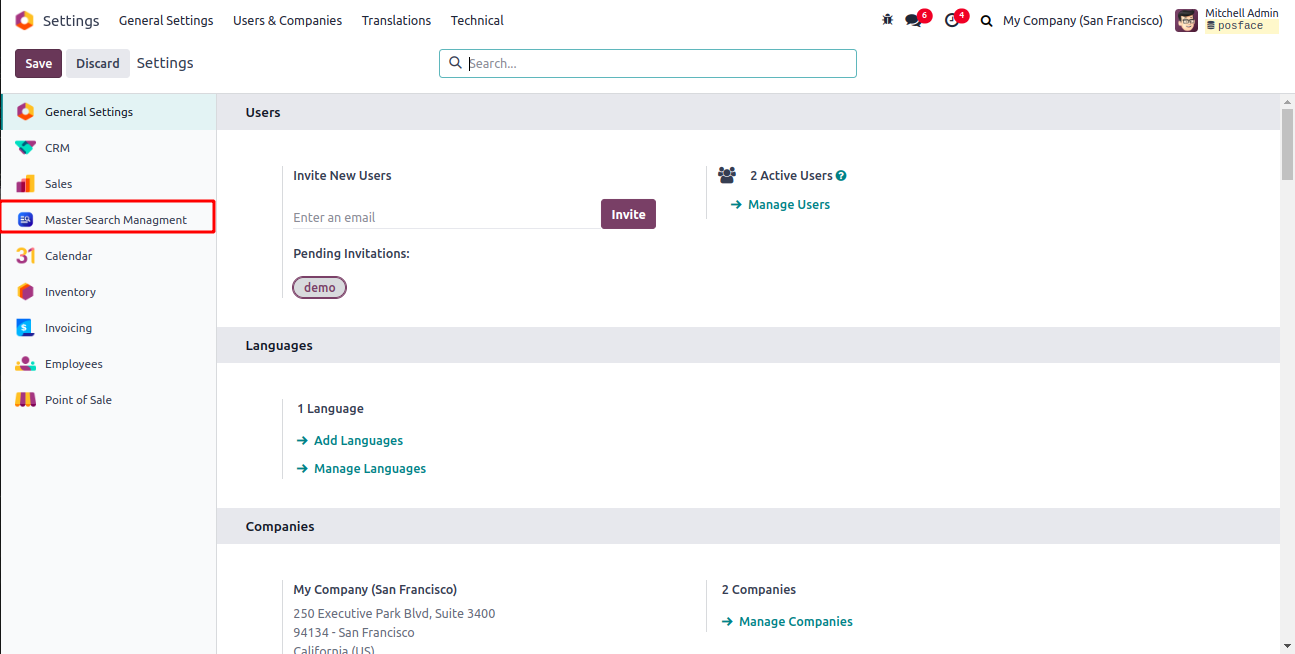 Settings General Settings Users & Companies Translations Technical 6 4 My Company (San Francisco) Mitchell Admin
posface
Save Discard Settings Search...
General Settings
CRM
Sales
Master Search Managment
Calendar
31
Inventory
Invoicing
$
Employees
Point of Sale
Users
Invite New Users
Enter an email Invite
Pending Invitations:
demo
2 Active Users ?
→ Manage Users
Languages
1 Language
→ Add Languages
→ Manage Languages
Companies
My Company (San Francisco)
250 Executive Park Blvd, Suite 3400
94134 - San Francisco
California (US)
2 Companies
→ Manage Companies